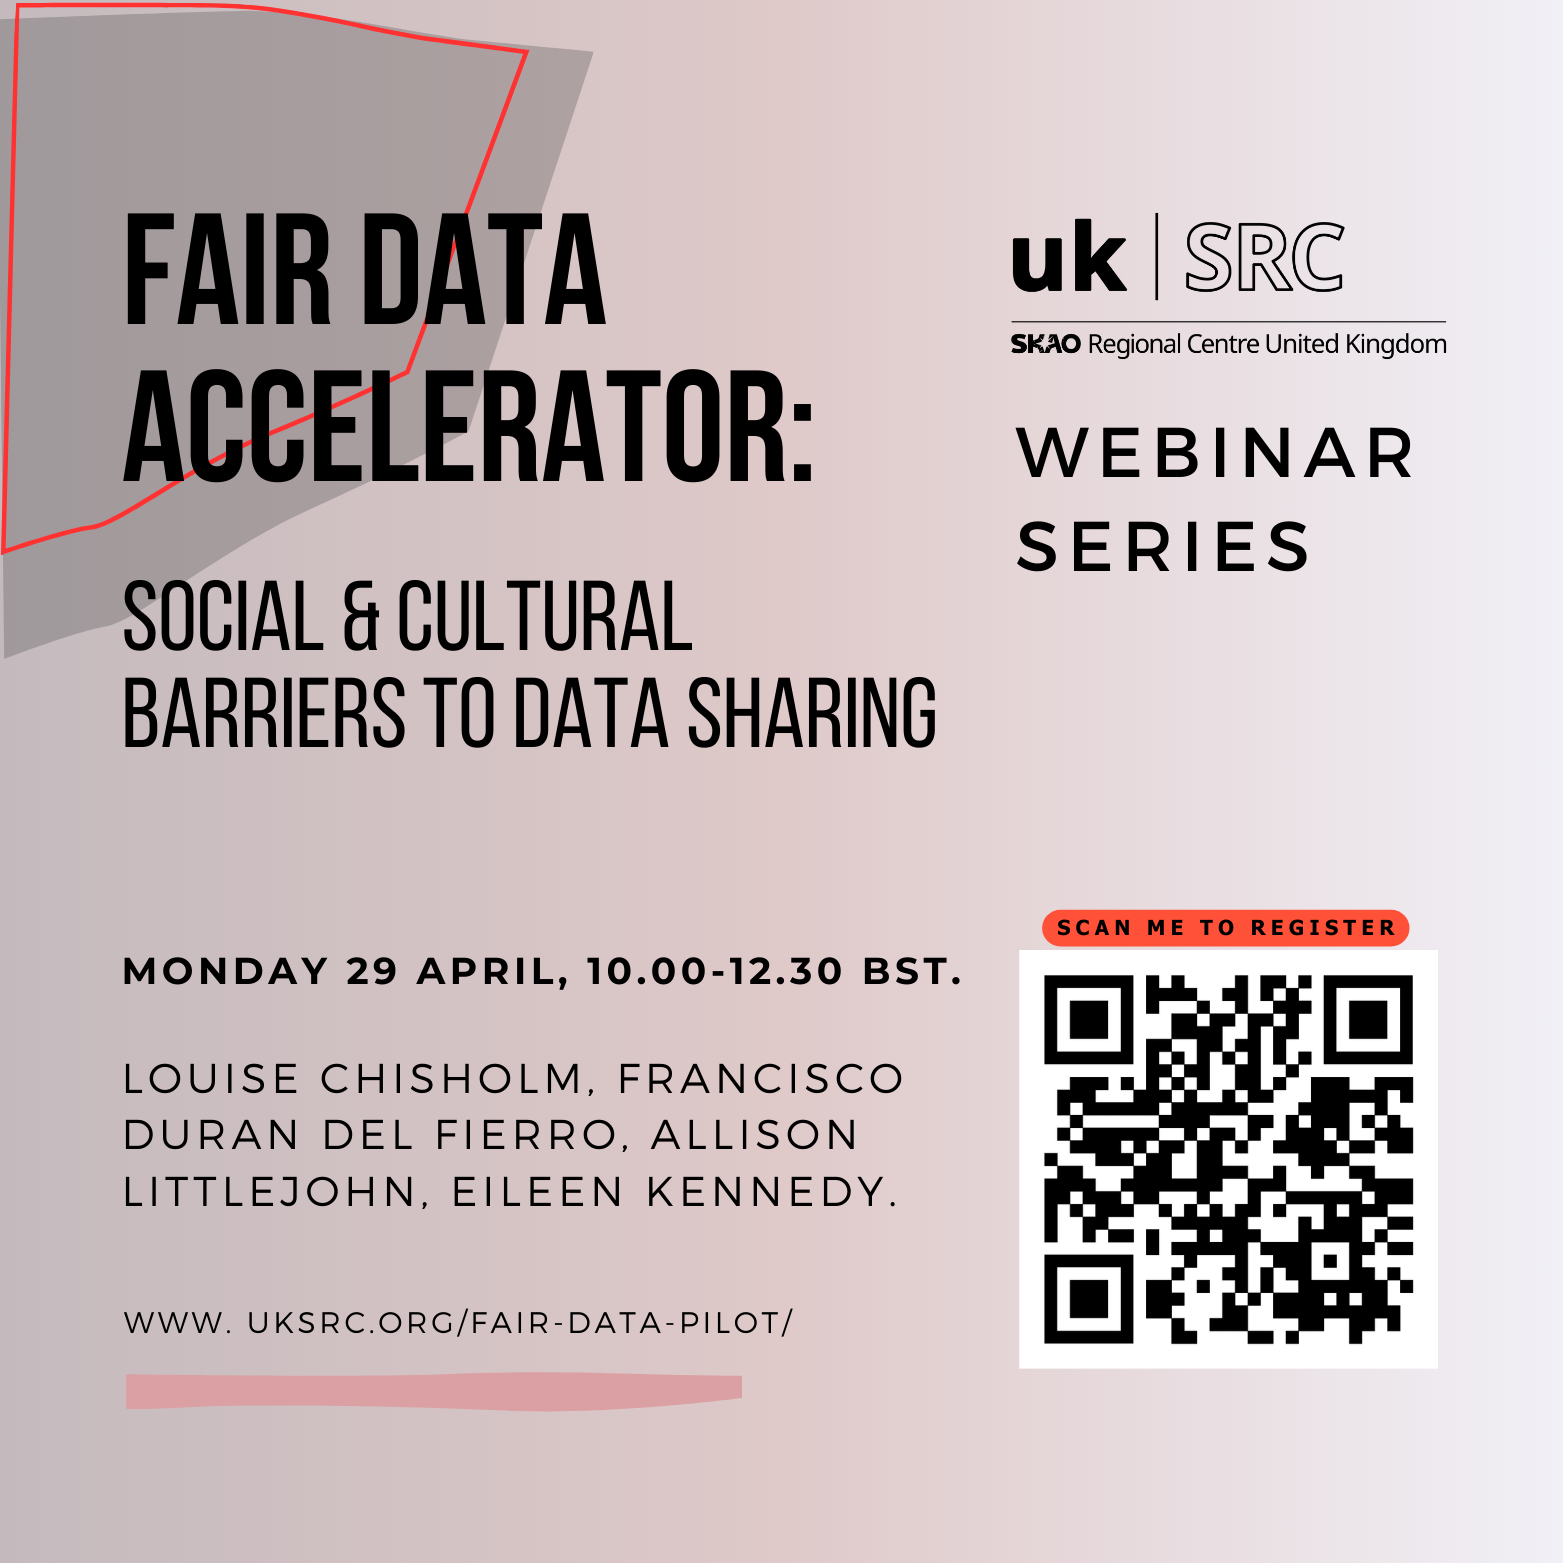 FAIR DATA
ACCELERATOR:
SOCIAL & CULTURAL
BARRIERS TO DATA SHARING
uk | SRC
SKAO Regional Centre United Kingdom
WEBINAR
SERIES
MONDAY 29 APRIL, 10.00-12.30 BST.
LOUISE CHISHOLM, FRANCISCO
DURAN DEL FIERRO, ALLISON
LITTLEJOHN, EILEEN KENNEDY.
WWW. UKSRC.ORG/FAIR-DATA-PILOT/
SCAN ME TO REGISTER